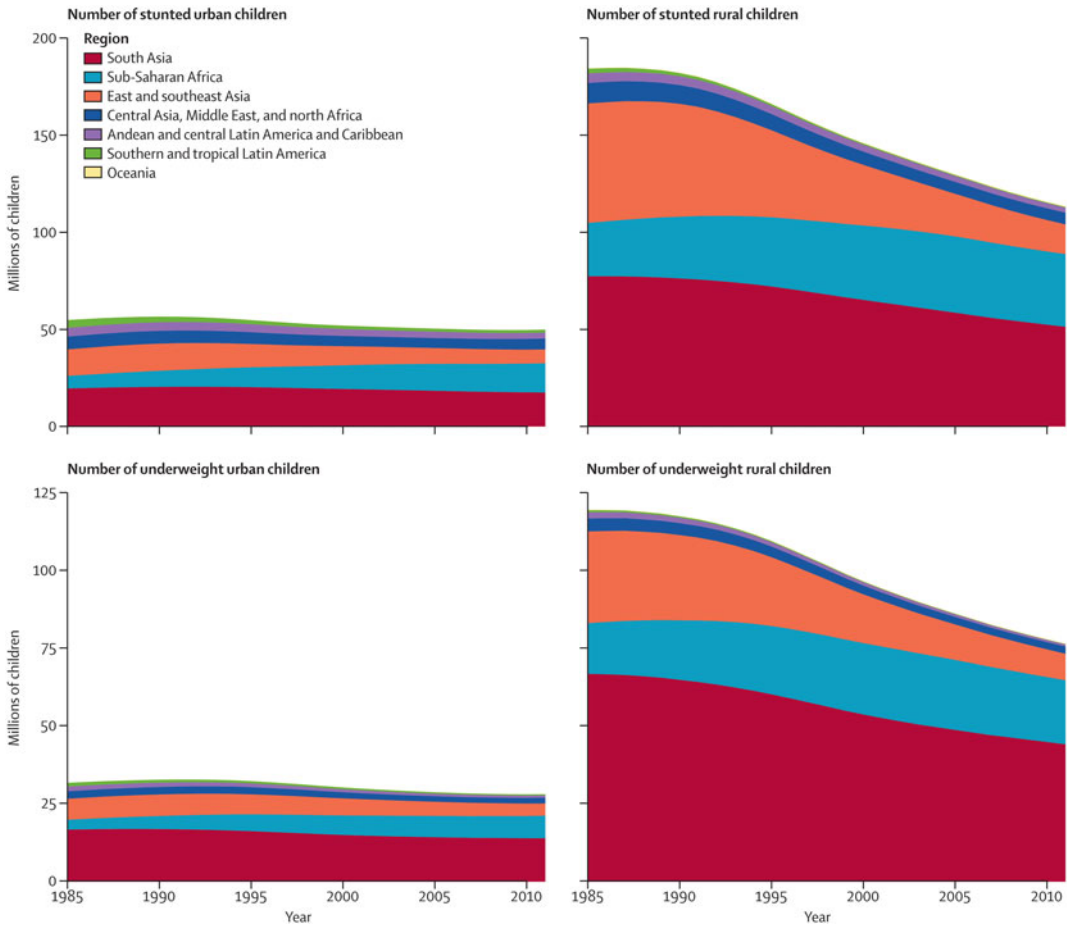 Number of stunted urban children
Number of stunted rural children
200
150
100
50
0
Millions of children
Region
South Asia
Sub-Saharan Africa
East and southeast Asia
Central Asia, Middle East, and north Africa
Andean and central Latin America and Caribbean
Southern and tropical Latin America
Oceania
Number of underweight urban children
Number of underweight rural children
125
100
75
50
25
0
Millions of children
1985 1990 1995 2000 2005 2010
Year
1985 1990 1995 2000 2005 2010
Year